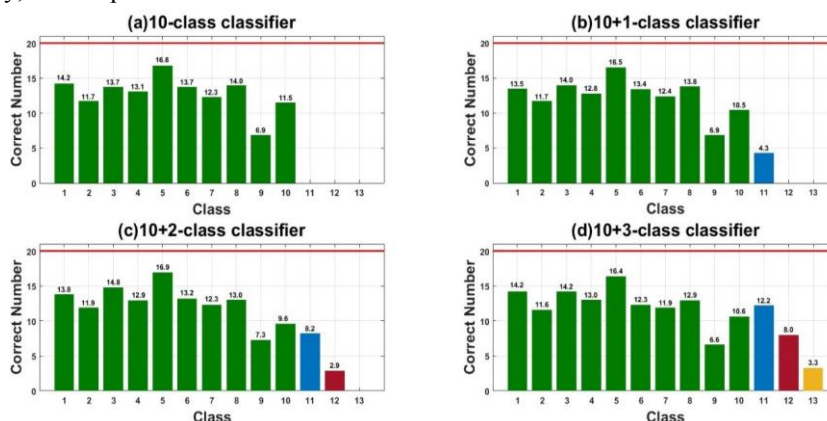 (a)10-class classifier
Correct Number
20
15
10
5
0
14.2 11.7 13.7 13.1 16.8 13.7 12.3 14.0 6.9 11.5
1 2 3 4 5 6 7 8 9 10 11 12 13
Class
(b)10+1-class classifier
Correct Number
20
15
10
5
0
13.5 11.7 14.0 12.8 16.5 13.4 12.4 13.8 6.9 10.5 4.3
1 2 3 4 5 6 7 8 9 10 11 12 13
Class
(c)10+2-class classifier
Correct Number
20
15
10
5
0
13.8 11.9 14.8 12.9 16.9 13.2 12.3 13.0 7.3 9.6 8.2 2.9
1 2 3 4 5 6 7 8 9 10 11 12 13
Class
(d)10+3-class classifier
Correct Number
20
15
10
5
0
14.2 11.6 14.2 13.0 16.4 12.3 11.9 12.9 6.6 10.6 12.2 8.0 3.3
1 2 3 4 5 6 7 8 9 10 11 12 13
Class